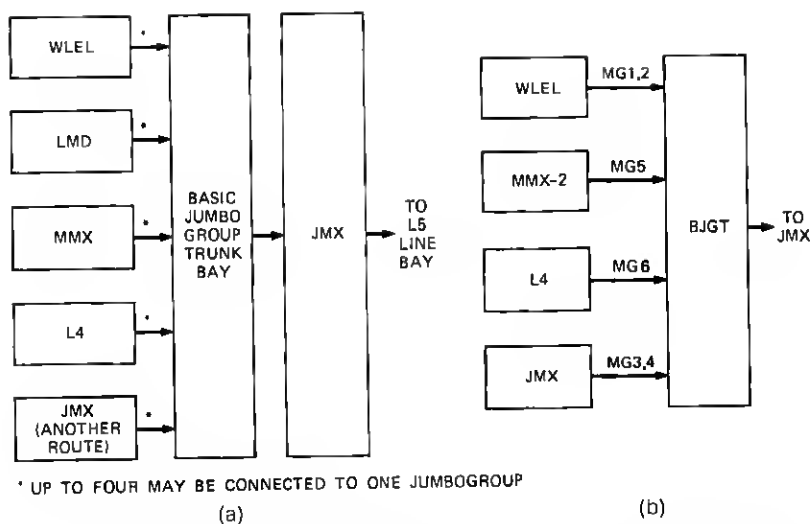 WLEL
*
LMD
*
MMX
*
L4
*
JMX
(ANOTHER
ROUTE)
*
BASIC
JUMBO
GROUP
TRUNK
BAY
JMX
TO
L5
LINE
BAY
* UP TO FOUR MAY BE CONNECTED TO ONE JUMBOGROUP
(a)
WLEL
MG1,2
MMX-2
MG5
L4
MG6
JMX
MG3,4
BJGT
TO
JMX
(b)